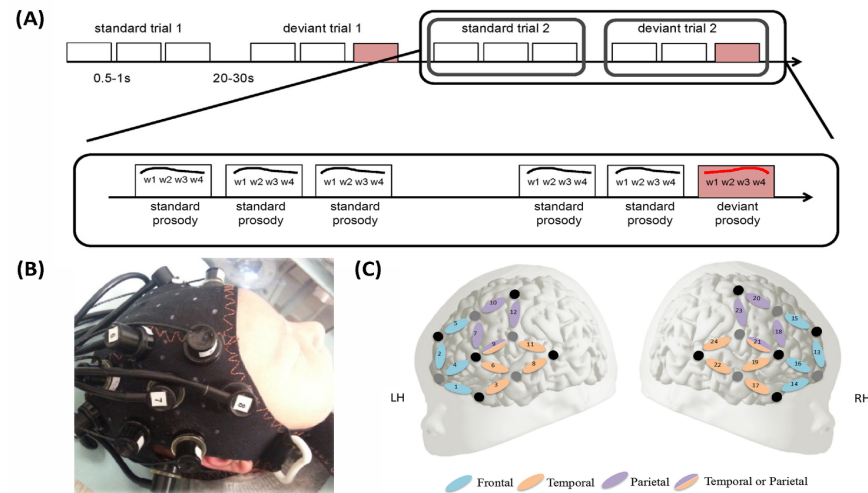 (A)
standard trial 1
deviant trial 1
standard trial 2
deviant trial 2
0.5-1s
20-30s
w1 w2 w3 w4
w1 w2 w3 w4
w1 w2 w3 w4
w1 w2 w3 w4
w1 w2 w3 w4
w1 w2 w3 w4
standard
prosody
standard
prosody
standard
prosody
standard
prosody
standard
prosody
deviant
prosody
(B)
7
8
(C)
10
5
12
7
2
9
11
4
6
8
1
3
LH
20
23
15
18
24
21
13
19
22
16
17
14
RH
Frontal
Temporal
Parietal
Temporal or Parietal